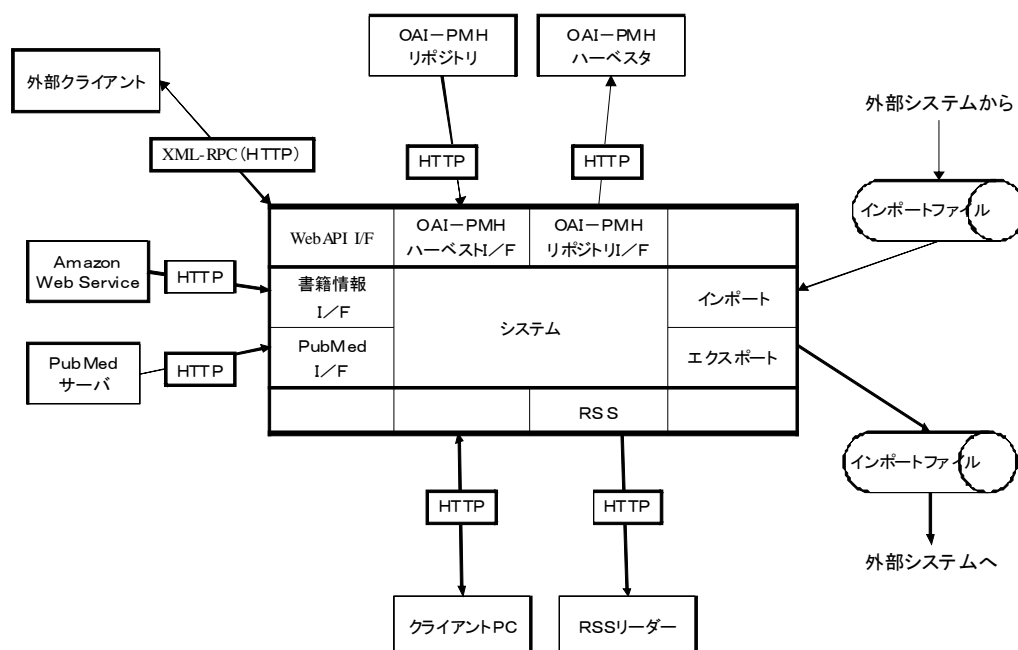 OAI－PMH
リポジトリ
OAI－PMH
ハーベスタ
外部クライアント
外部システムから
XML-RPC（HTTP）
HTTP
HTTP
インポートファイル
WebAPI I/F
OAI－PMH
ハーベストI／F
OAI－PMH
リポジトリI／F
Amazon
Web Service
HTTP
書籍情報
I／F
システム
インポート
PubMed
サーバ
HTTP
PubMed
I／F
エクスポート
RSS
インポートファイル
HTTP
HTTP
外部システムへ
クライアントPC
RSSリーダー